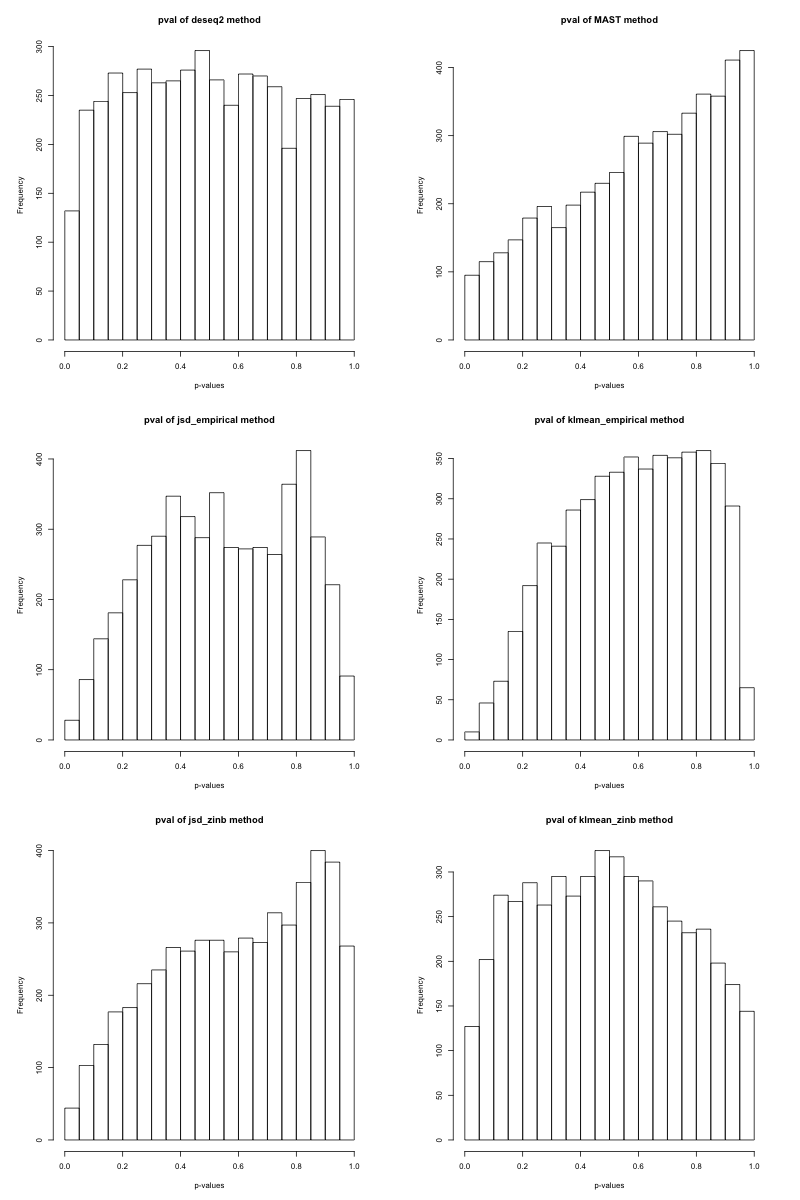 pval of deseq2 method
Frequency
0 50 100 150 200 250 300
0.0 0.2 0.4 0.6 0.8 1.0
p-values
pval of MAST method
Frequency
0 100 200 300 400
0.0 0.2 0.4 0.6 0.8 1.0
p-values
pval of jsd_empirical method
Frequency
0 100 200 300 400
0.0 0.2 0.4 0.6 0.8 1.0
p-values
pval of klmean_empirical method
Frequency
0 50 100 150 200 250 300 350
0.0 0.2 0.4 0.6 0.8 1.0
p-values
pval of jsd_zinb method
Frequency
0 100 200 300 400
0.0 0.2 0.4 0.6 0.8 1.0
p-values
pval of klmean_zinb method
Frequency
0 50 100 150 200 250 300
0.0 0.2 0.4 0.6 0.8 1.0
p-values